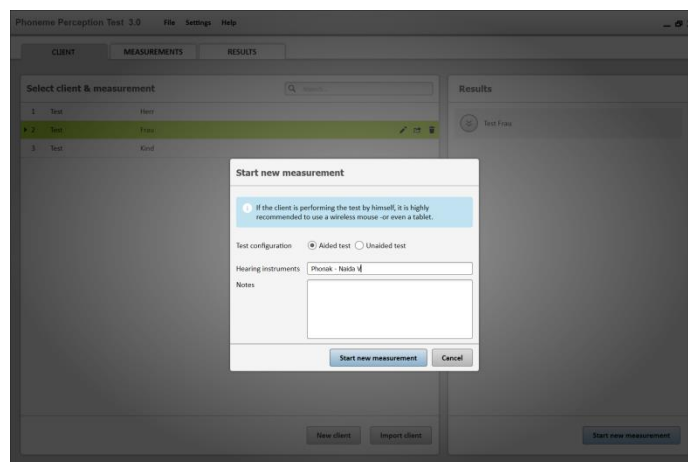 Phoneme Perception Test 3.0 File Settings Help
CLIENT MEASUREMENTS RESULTS
Select client & measurement
Search...
Results
1 Test Herr
2 Test Frau
3 Test Kind
Test Frau
Start new measurement
If the client is performing the test by himself, it is highly
recommended to use a wireless mouse -or even a tablet.
Test configuration Aided test Unaided test
Hearing instruments Phonak - Naída V
Notes
Start new measurement Cancel
New client Import client
Start new measurement